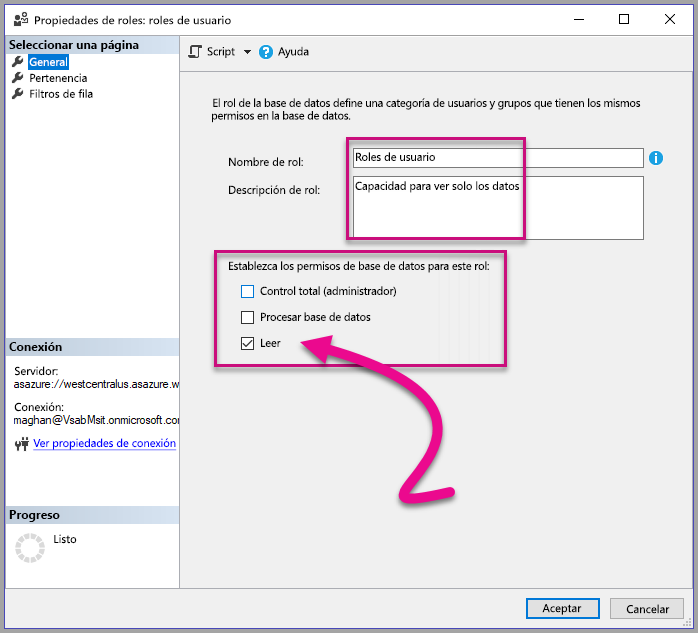 Propiedades de roles: roles de usuario
Seleccionar una página
General
Pertenencia
Filtros de fila
Script
Ayuda
El rol de la base de datos define una categoría de usuarios y grupos que tienen los mismos
permisos en la base de datos.
Nombre de rol:
Roles de usuario
Descripción de rol:
Capacidad para ver solo los datos
Establezca los permisos de base de datos para este rol:
Control total (administrador)
Procesar base de datos
Leer
Conexión
Servidor:
asazure://westcentralus.asazure.w
Conexión:
maghan@VsabMsit.onmicrosoft.co
Ver propiedades de conexión
Progreso
Listo
Aceptar
Cancelar